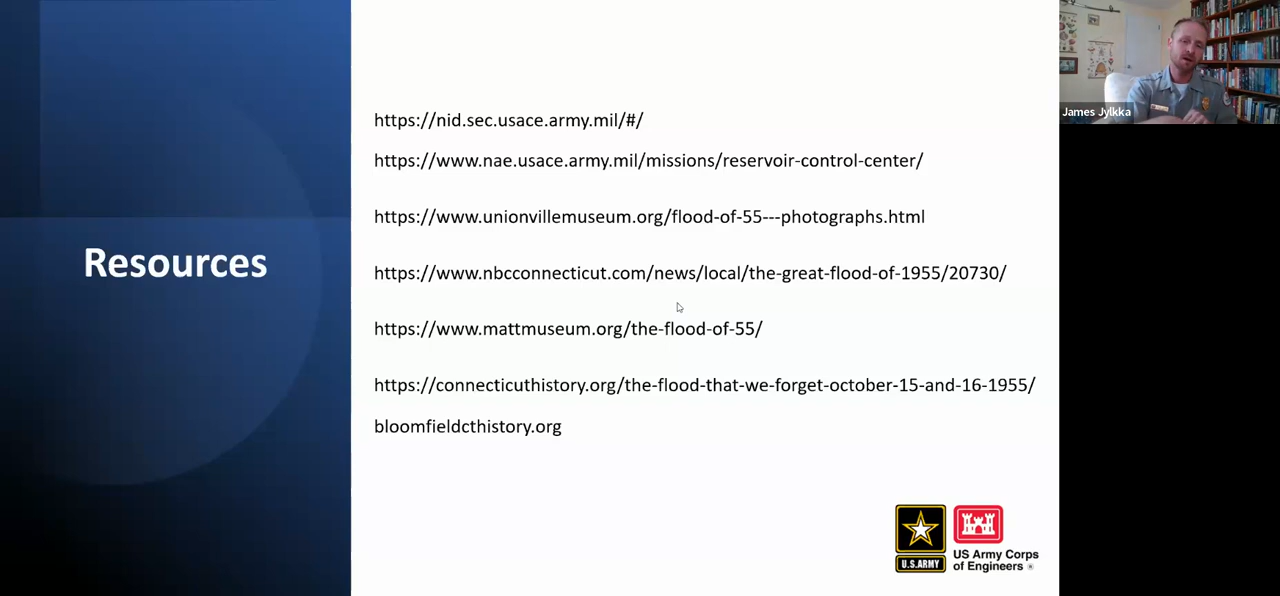 Resources
https://nid.sec.usace.army.mil/#/
https://www.nae.usace.army.mil/missions/reservoir-control-center/
https://www.unionvillemuseum.org/flood-of-55---photographs.html
https://www.nbcconnecticut.com/news/local/the-great-flood-of-1955/20730/
https://www.mattmuseum.org/the-flood-of-55/
https://connecticuthistory.org/the-flood-that-we-forget-october-15-and-16-1955/
bloomfieldcthistory.org
U.S.ARMY
US Army Corps
of Engineers ®
James Jylkka